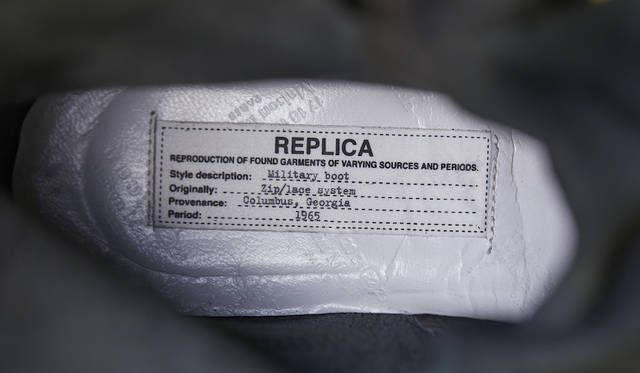 REPLICA
REPRODUCTION OF FOUND GARMENTS OF VARYING SOURCES AND PERIODS.
Style description: Military boot
Originally: Zip/lace system
Provenance: Columbus, Georgia
Period: 1965